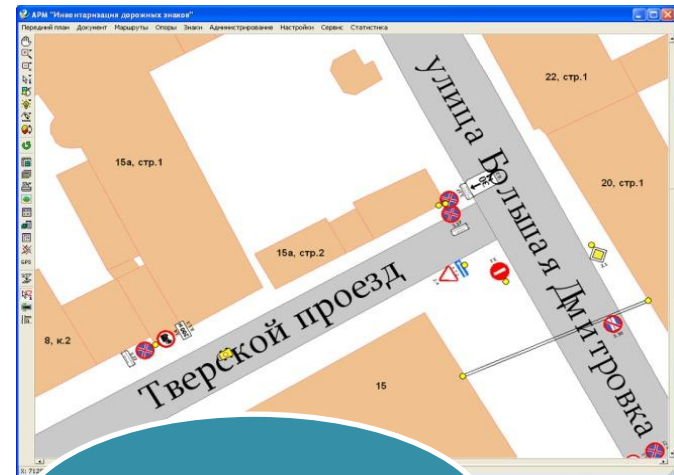 АРМ "Инвентаризация дорожных знаков"
Передний план Документ Маршруты Опоры Знаки Администрирование Настройки Сервис Статистика
22, стр.1
улица Большая Дмитровка
15а, стр.1
20, стр.1
15а, стр.2
Тверской проезд
8, к.2
15
GPS